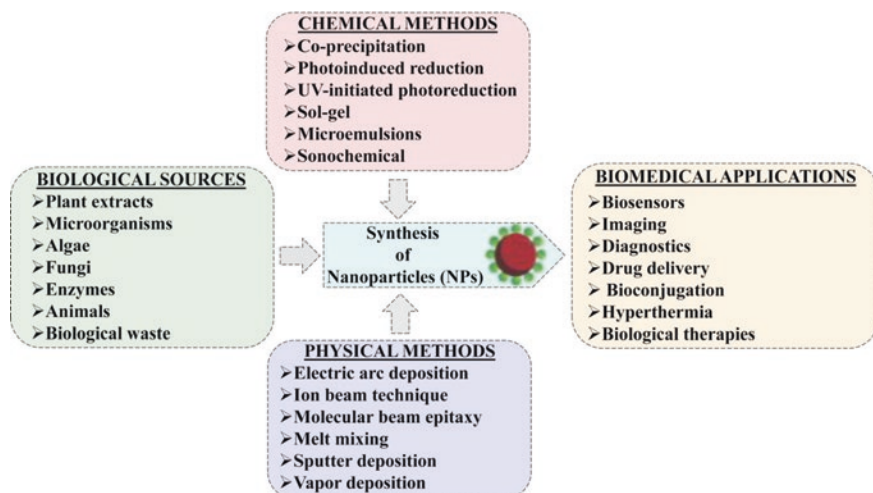 CHEMICAL METHODS
➢Co-precipitation
➢Photoinduced reduction
➢UV-initiated photoreduction
➢Sol-gel
➢Microemulsions
➢Sonochemical
BIOLOGICAL SOURCES
➢Plant extracts
➢Microorganisms
➢Algae
➢Fungi
➢Enzymes
➢Animals
➢Biological waste
Synthesis
of
Nanoparticles (NPs)
BIOMEDICAL APPLICATIONS
➢Biosensors
➢Imaging
➢Diagnostics
➢Drug delivery
➢ Bioconjugation
➢Hyperthermia
➢Biological therapies
PHYSICAL METHODS
➢Electric arc deposition
➢Ion beam technique
➢Molecular beam epitaxy
➢Melt mixing
➢Sputter deposition
➢Vapor deposition